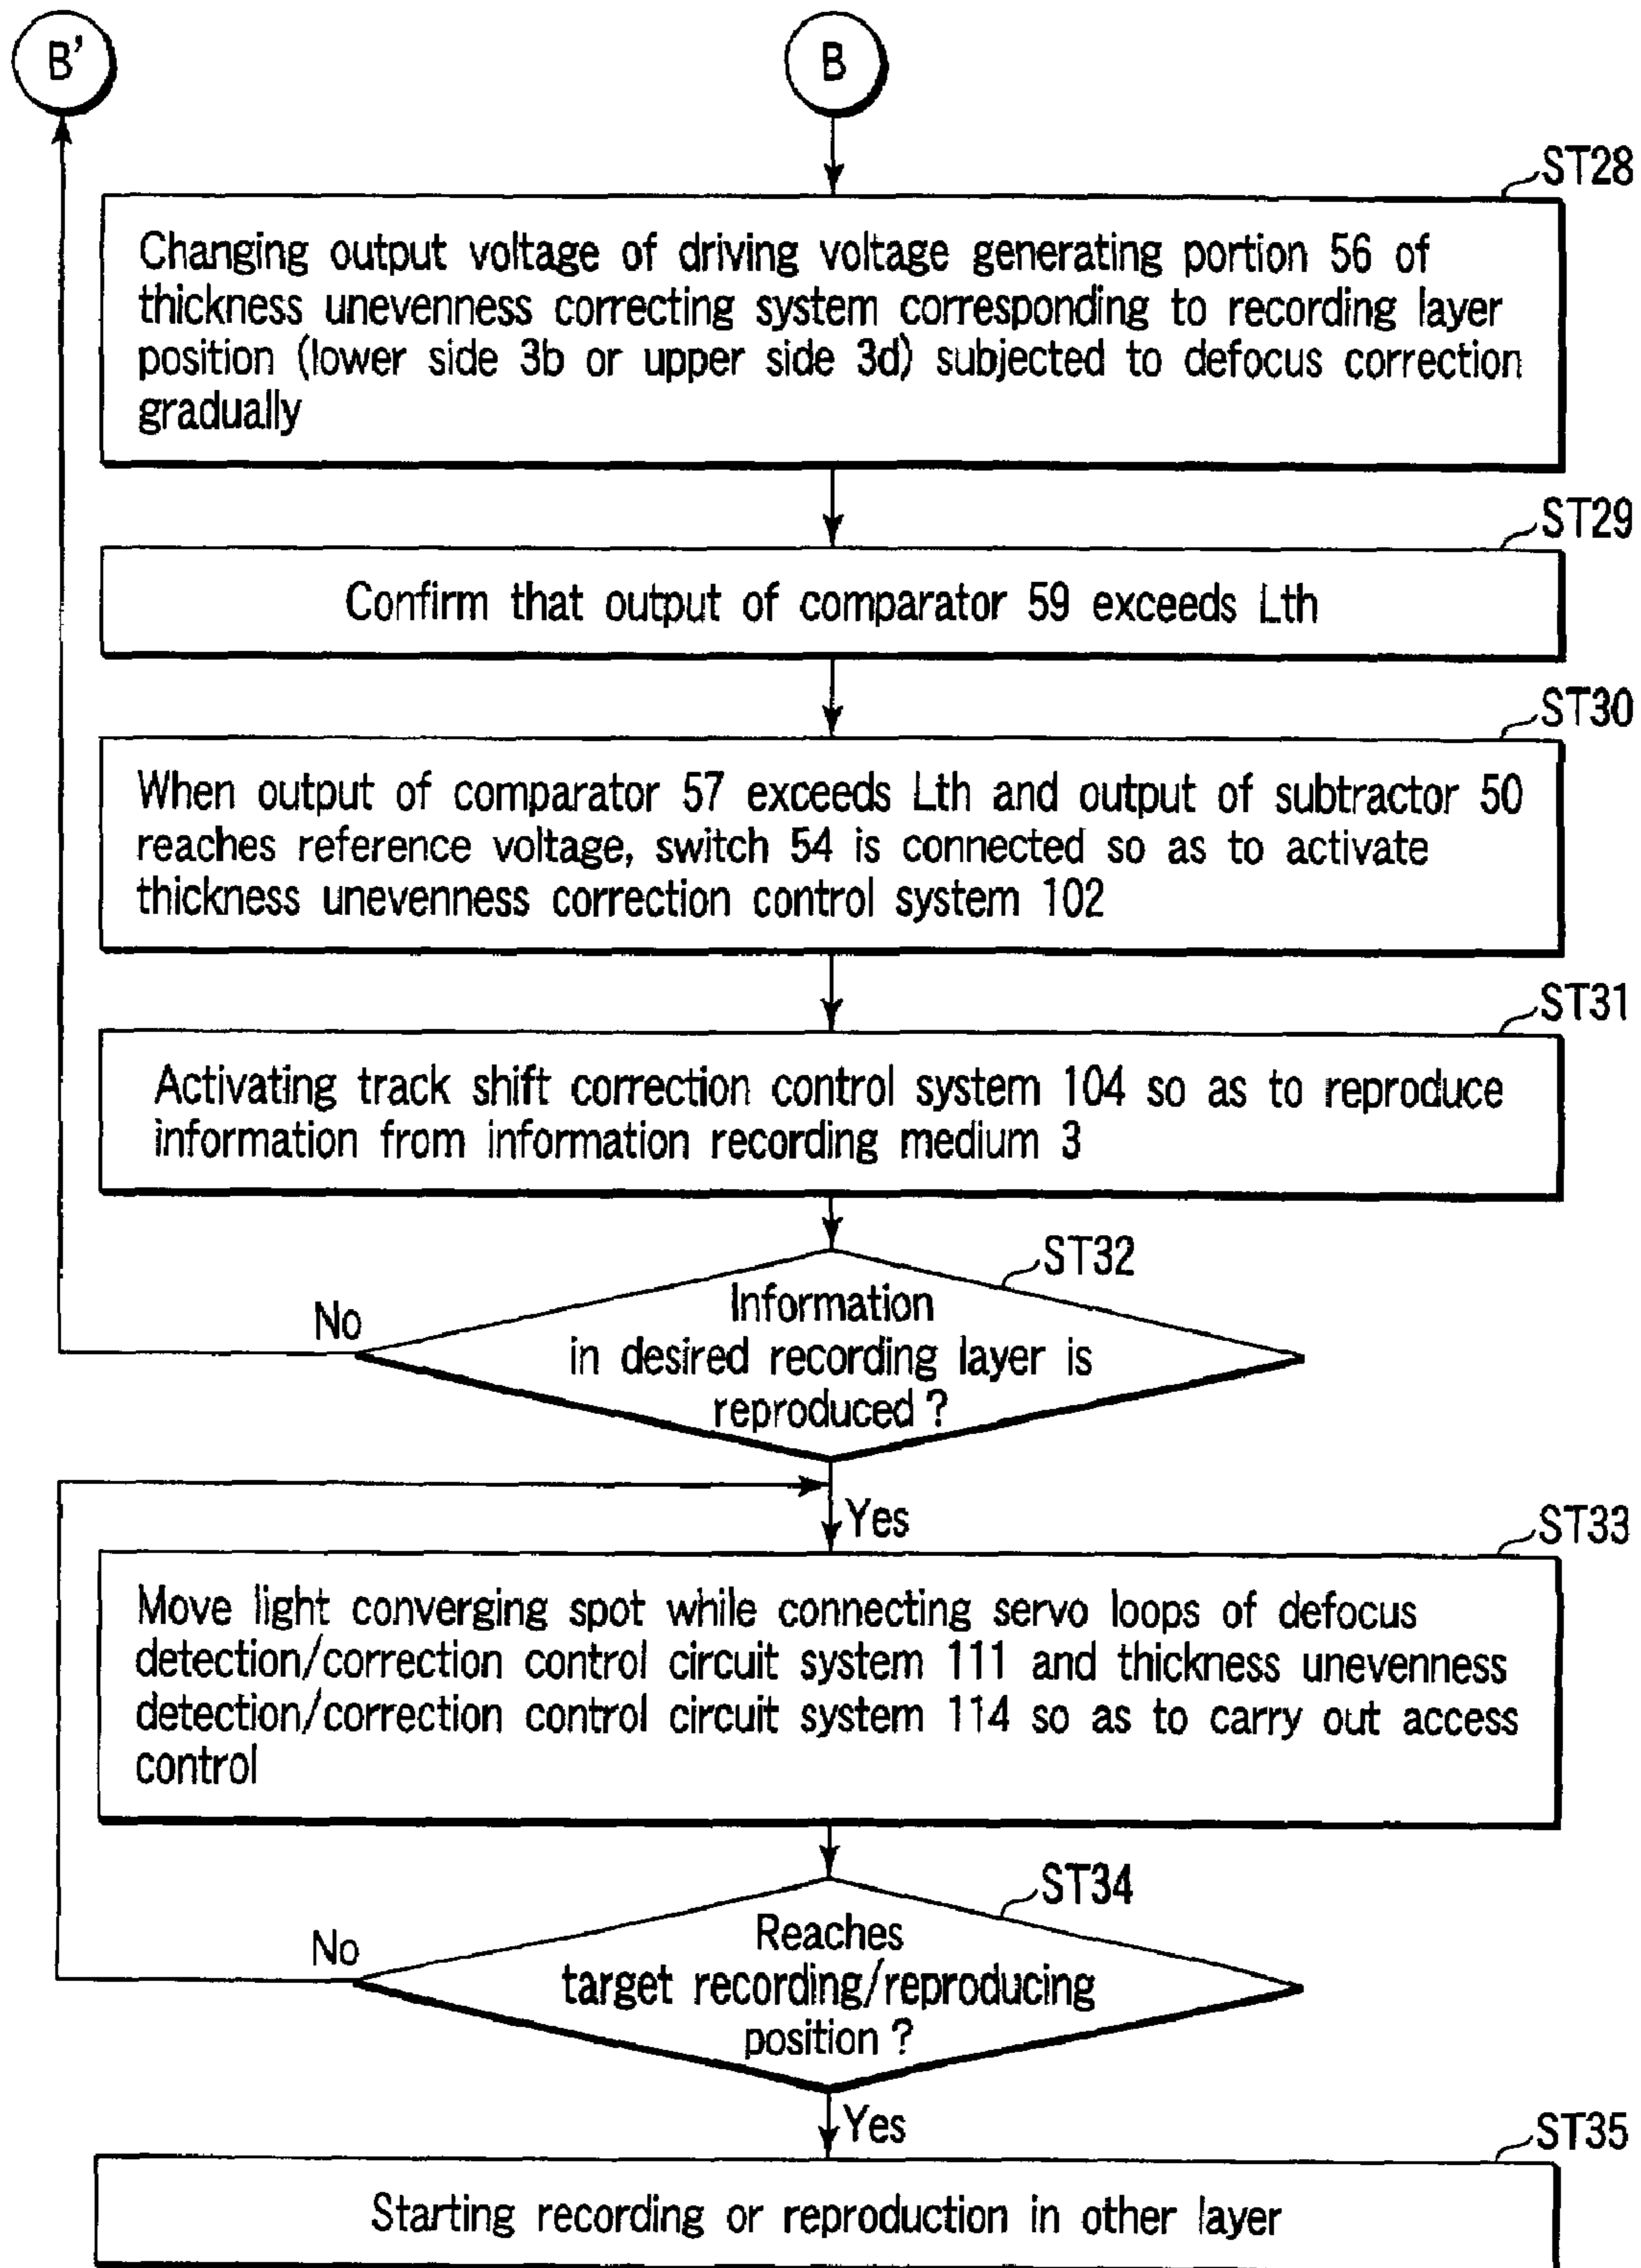 B'
B
ST28
Changing output voltage of driving voltage generating portion 56 of
thickness unevenness correcting system corresponding to recording layer
position (lower side 3b or upper side 3d) subjected to defocus correction
gradually
ST29
Confirm that output of comparator 59 exceeds Lth
ST30
When output of comparator 57 exceeds Lth and output of subtractor 50
reaches reference voltage, switch 54 is connected so as to activate
thickness unevenness correction control system 102
ST31
Activating track shift correction control system 104 so as to reproduce
information from information recording medium 3
ST32
Information
in desired recording layer is
reproduced?
No
Yes
ST33
Move light converging spot while connecting servo loops of defocus
detection/correction control circuit system 111 and thickness unevenness
detection/correction control circuit system 114 so as to carry out access
control
ST34
Reaches
target recording/reproducing
position?
No
Yes
ST35
Starting recording or reproduction in other layer